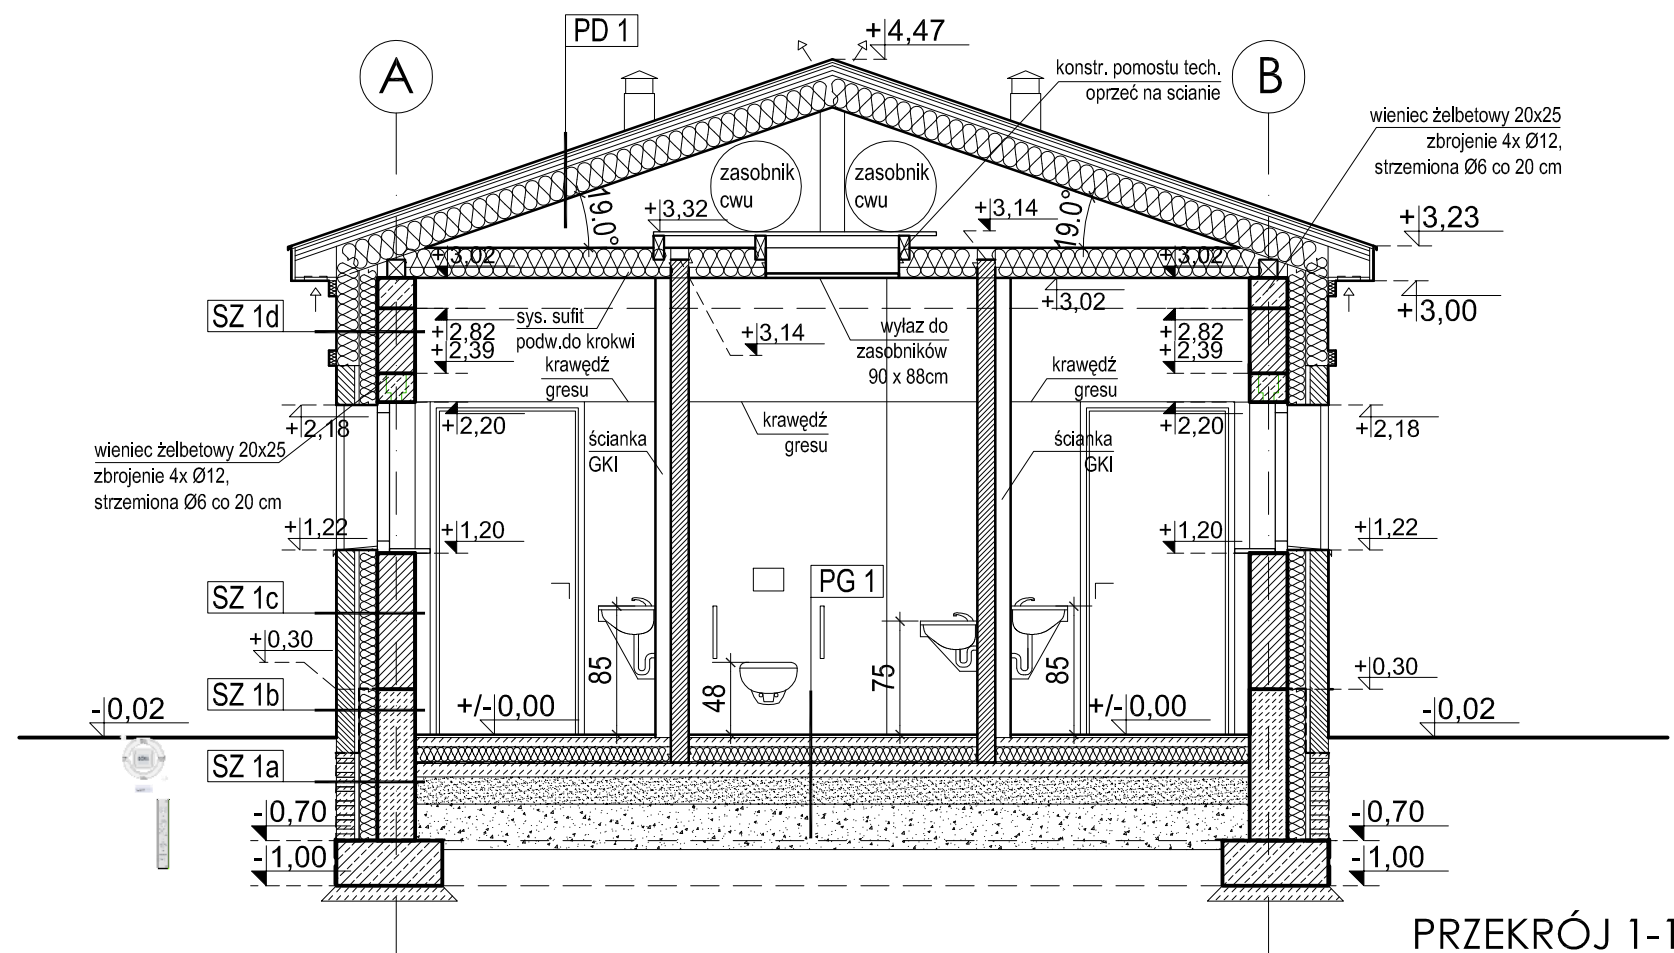 PD 1
+4,47
A
B
konstr. pomostu tech.
oprzeć na scianie
wieniec żelbetowy 20x25
zbrojenie 4x Ø12,
strzemiona Ø6 co 20 cm
zasobnik
cwu
zasobnik
cwu
19.0°
+3,32
+3,14
19.0°
+3,23
+3,02
+3,02
+3,02
+3,00
SZ 1d
sys. sufit
podw.do krokwi
+2,82
+2,39
+3,14
wyłaz do
zasobników
90 x 88cm
+2,82
+2,39
krawędź
gresu
krawędź
gresu
+2,18
+2,20
krawędź
gresu
+2,20
+2,18
wieniec żelbetowy 20x25
zbrojenie 4x Ø12,
strzemiona Ø6 co 20 cm
ścianka
GKI
ścianka
GKI
+1,22
+1,20
+1,20
+1,22
SZ 1c
PG 1
+0,30
85
48
75
85
+0,30
SZ 1b
-0,02
+/-0,00
+/-0,00
-0,02
SZ 1a
-0,70
-0,70
-1,00
-1,00
PRZEKRÓJ 1-1